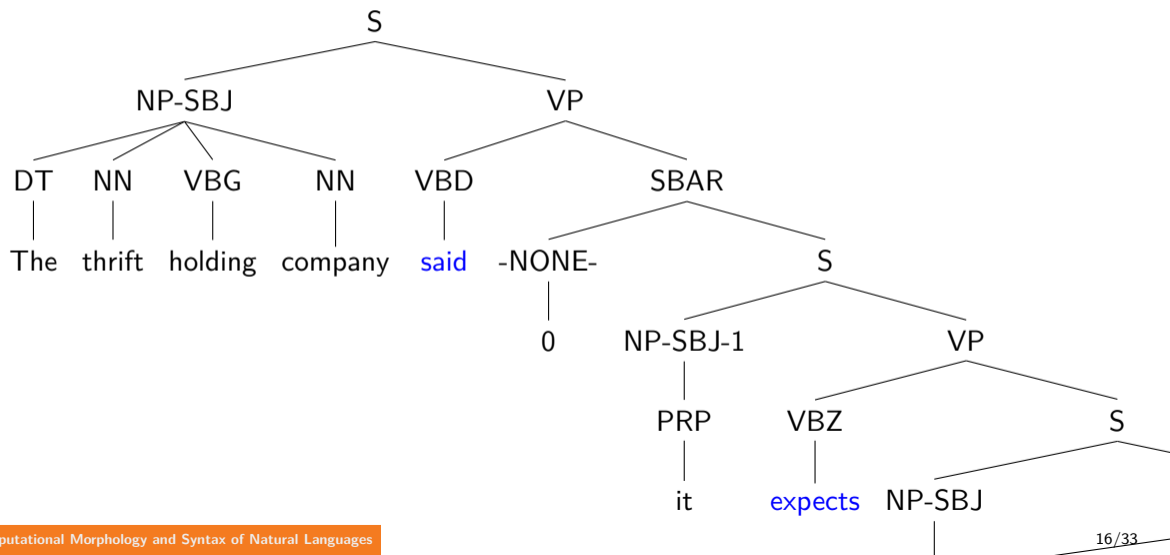 S
NP-SBJ VP
DT NN VBG NN VBD SBAR
The thrift holding company said -NONE- S
0 NP-SBJ-1 VP
PRP VBZ S
it expects NP-SBJ
Morphology and Syntax of Natural Languages 16/33